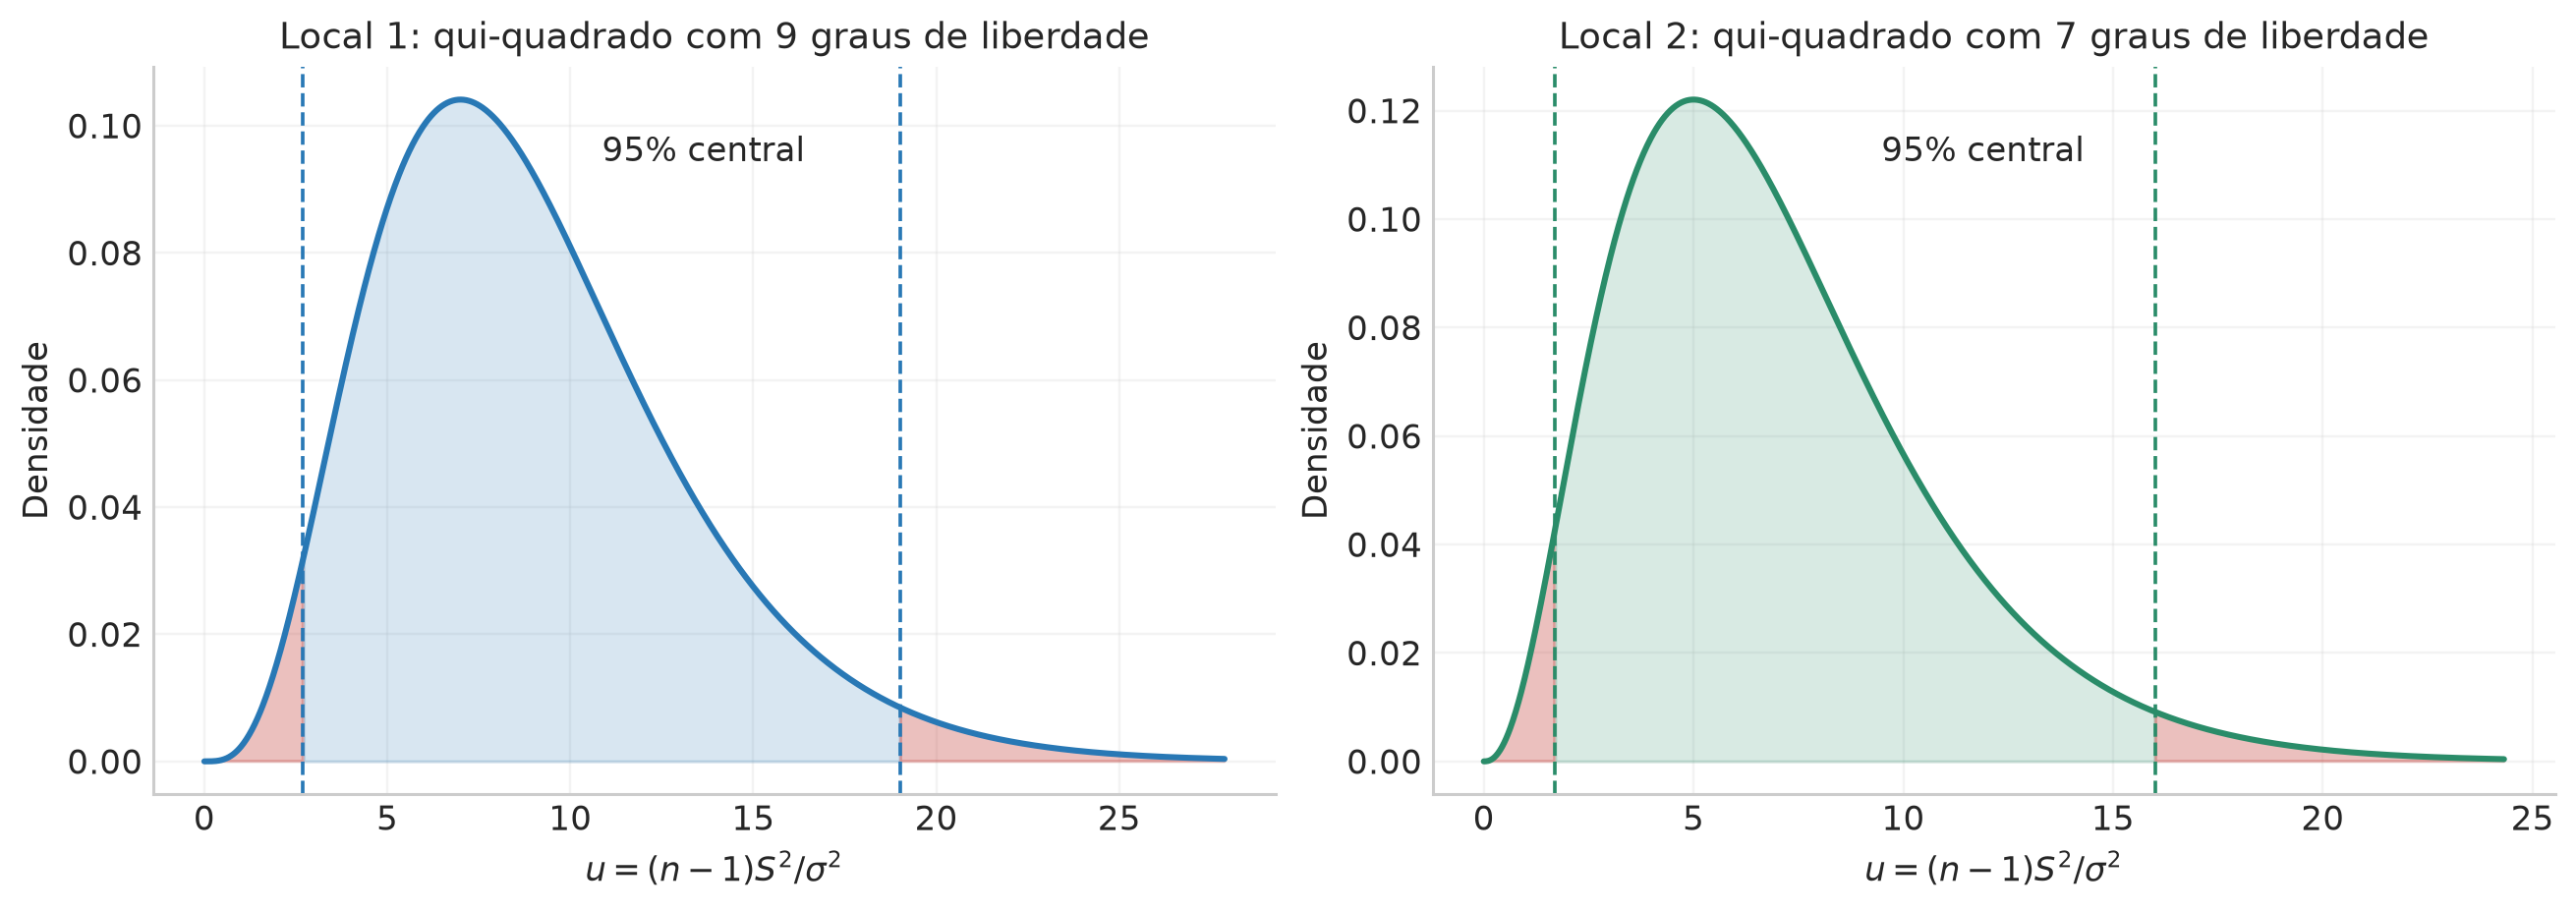 Local 1: qui-quadrado com 9 graus de liberdade
95% central
Densidade
0.10
0.08
0.06
0.04
0.02
0.00
0 5 10 15 20 25
u = (n − 1)S²/σ²
Local 2: qui-quadrado com 7 graus de liberdade
95% central
Densidade
0.12
0.10
0.08
0.06
0.04
0.02
0.00
0 5 10 15 20 25
u = (n − 1)S²/σ²